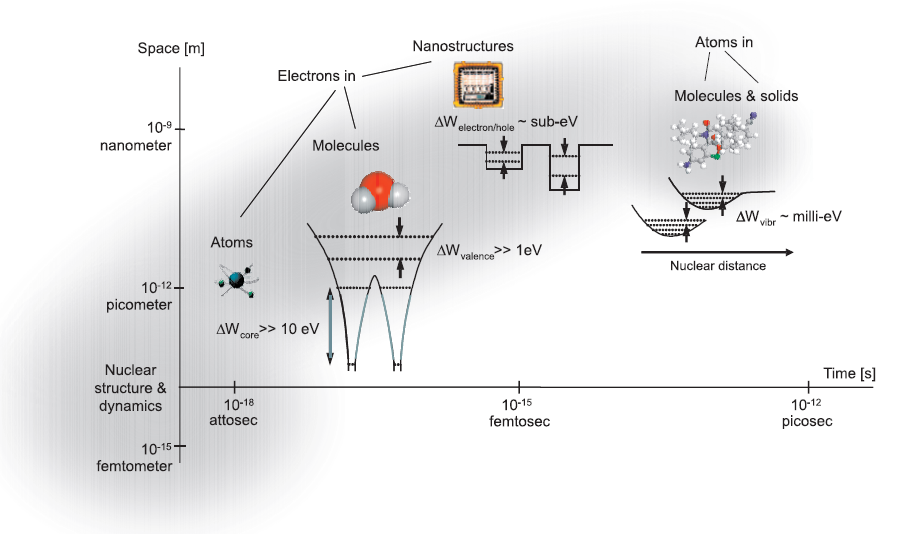 Nanostructures
Atoms in
Space [m]
Electrons in
Molecules & solids
ΔWelectron/hole ~ sub-eV
10-9
nanometer
Molecules
ΔWvibr ~ milli-eV
Atoms
ΔWvalence>> 1eV
Nuclear distance
10-12
picometer
ΔWcore>> 10 eV
Nuclear
structure &
dynamics
Time [s]
10-18
attosec
10-15
femtosec
10-12
picosec
10-15
femtometer